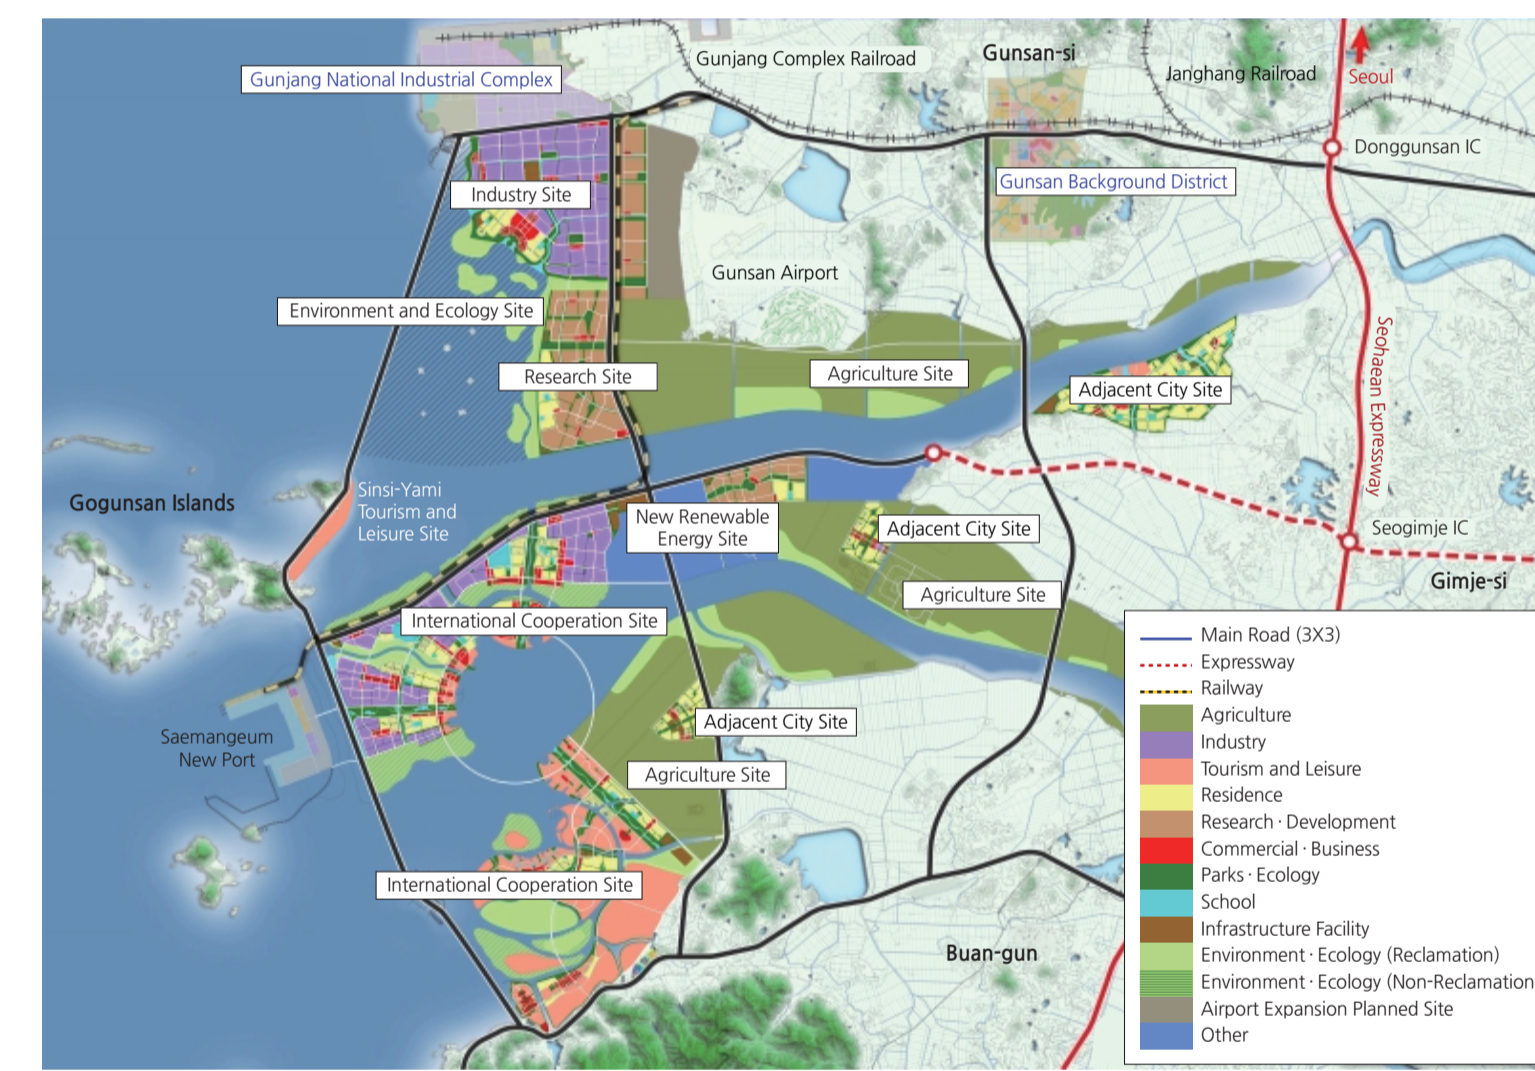 Gunjang Complex Railroad
Gunsan-si
Janghang Railroad
Seoul
Gunjang National Industrial Complex
Donggunsan IC
Industry Site
Gunsan Background District
Gunsan Airport
Environment and Ecology Site
Research Site
Agriculture Site
Adjacent City Site
Seohaean Expressway
Gogunsan Islands
Sinsi-Yami
Tourism and
Leisure Site
New Renewable
Energy Site
Adjacent City Site
Seogimje IC
Gimje-si
Agriculture Site
International Cooperation Site
Adjacent City Site
Saemangeum
New Port
Agriculture Site
International Cooperation Site
Buan-gun
Main Road (3X3)
Expressway
Railway
Agriculture
Industry
Tourism and Leisure
Residence
Research · Development
Commercial · Business
Parks · Ecology
School
Infrastructure Facility
Environment · Ecology (Reclamation)
Environment · Ecology (Non-Reclamation
Airport Expansion Planned Site
Other